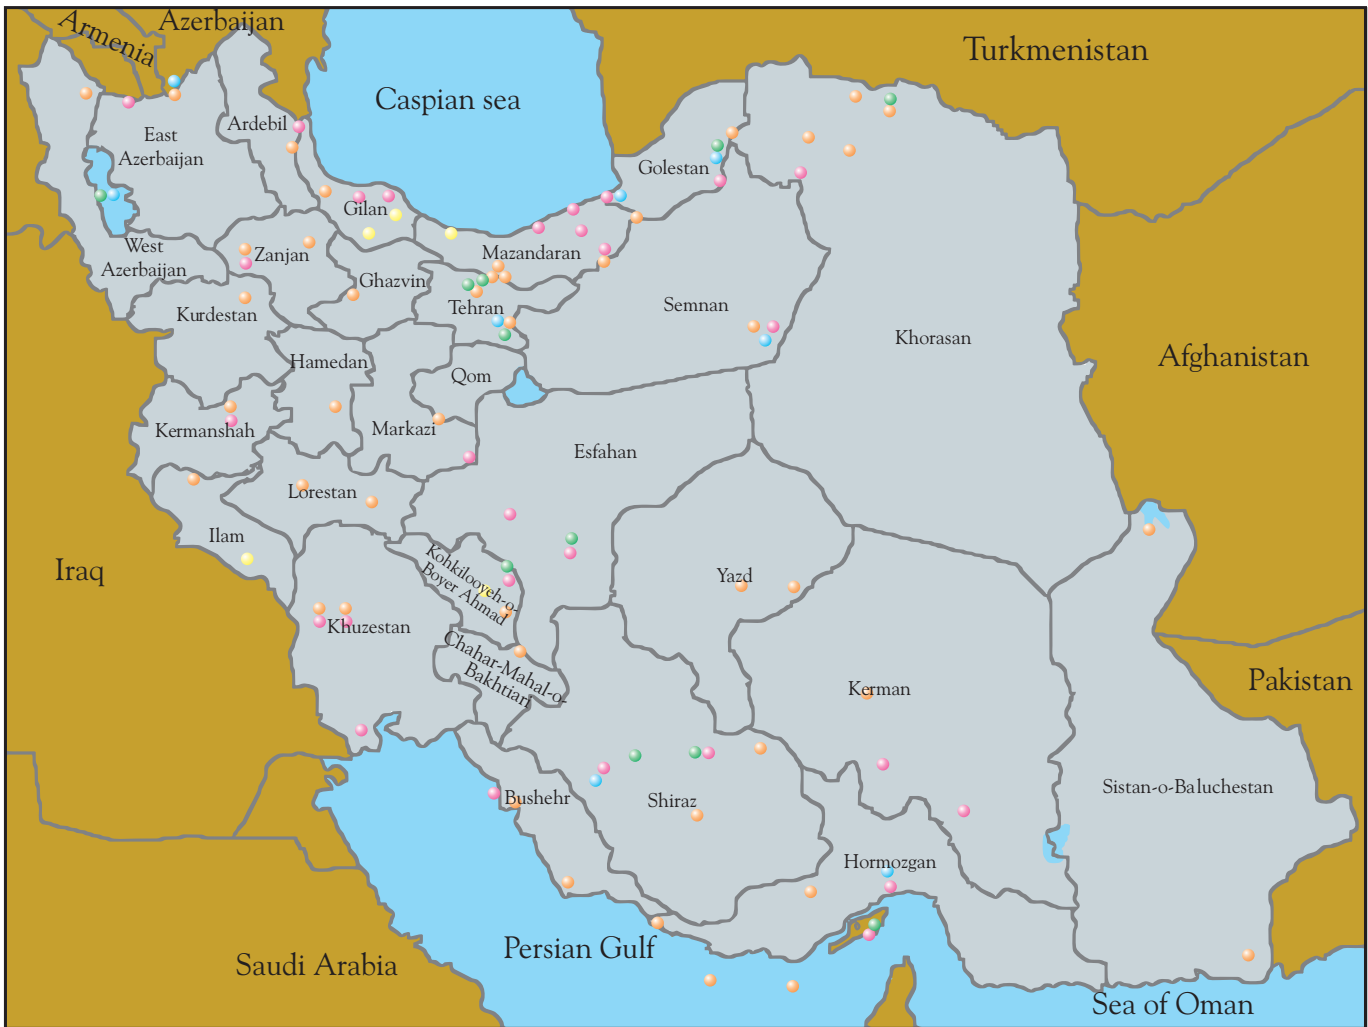 Azerbaijan
Armenia
Turkmenistan
Caspian sea
Ardebil
East
Azerbaijan
Golestan
Gilan
West
Azerbaijan
Zanjan
Mazandaran
Ghazvin
Kurdestan
Tehran
Semnan
Khorasan
Hamedan
Qom
Afghanistan
Kermanshah
Markazi
Esfahan
Lorestan
Ilam
Iraq
Kohkilooyeh-o-
Boyer Ahmad
Yazd
Khuzestan
Chahar-Mahal-o-
Bakhtiari
Kerman
Pakistan
Bushehr
Shiraz
Sistan-o-Baluchestan
Hormozgan
Persian Gulf
Saudi Arabia
Sea of Oman